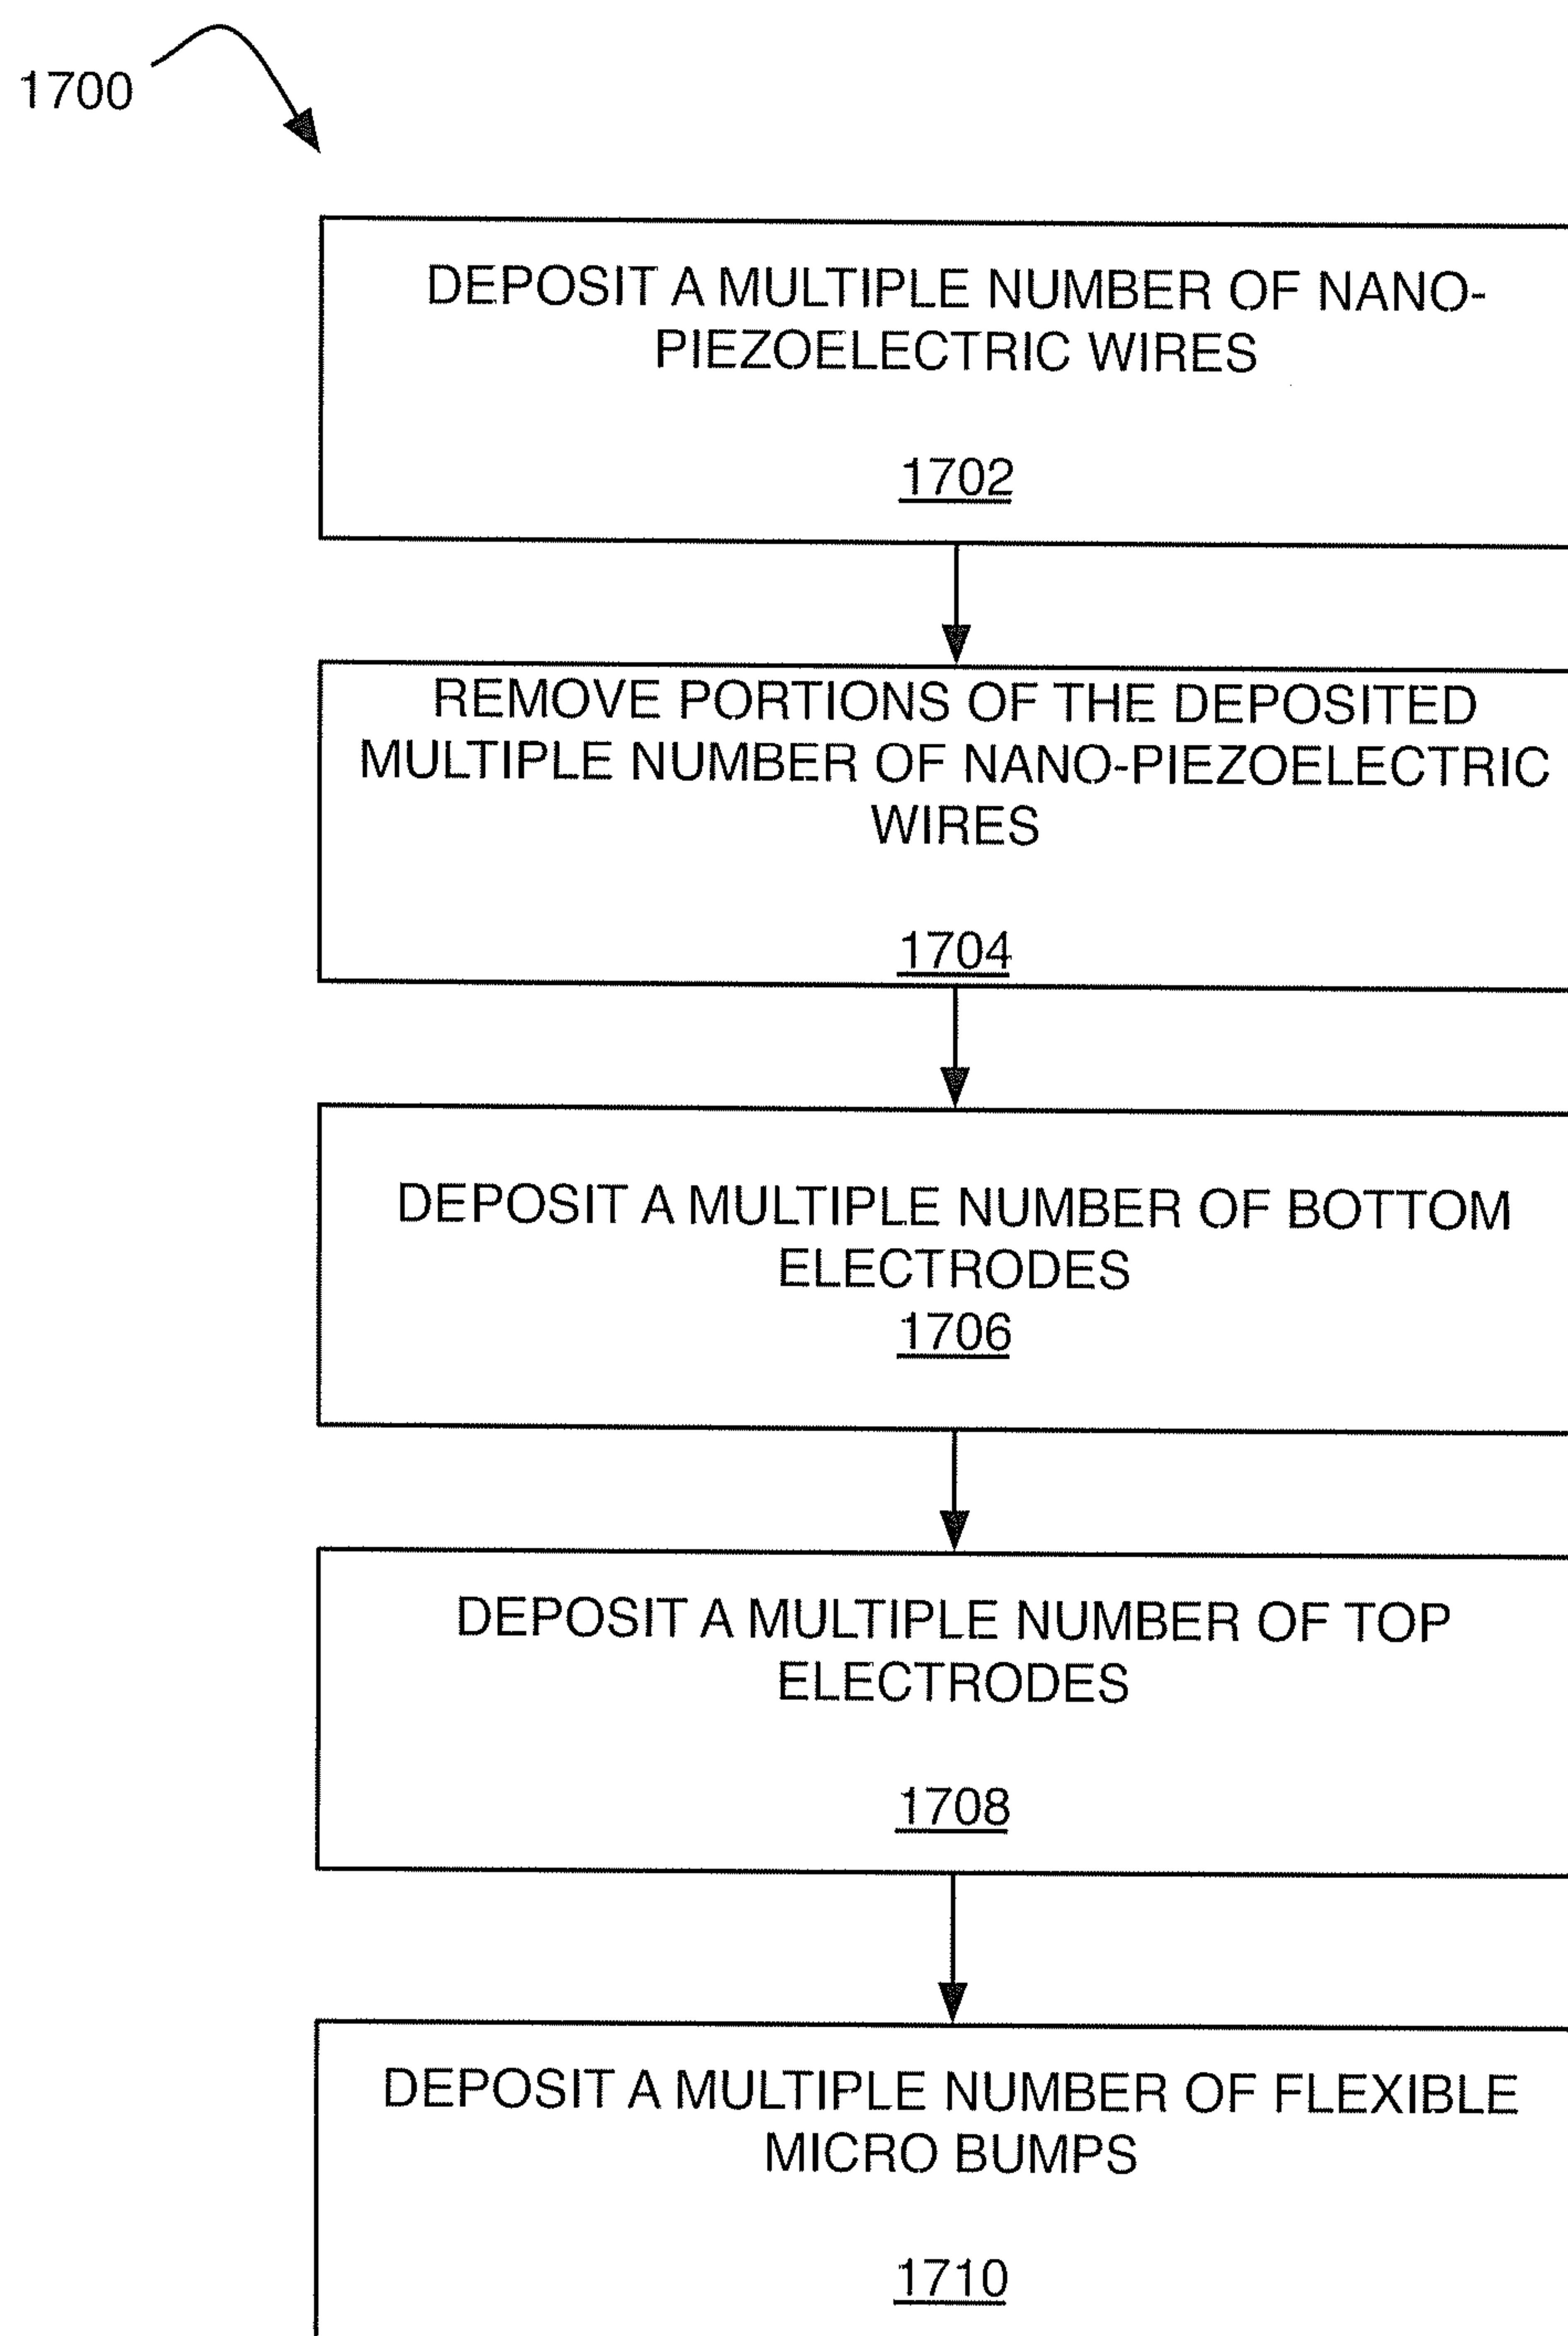 1700
DEPOSIT A MULTIPLE NUMBER OF NANO-
PIEZOELECTRIC WIRES
1702
REMOVE PORTIONS OF THE DEPOSITED
MULTIPLE NUMBER OF NANO-PIEZOELECTRIC
WIRES
1704
DEPOSIT A MULTIPLE NUMBER OF BOTTOM
ELECTRODES
1706
DEPOSIT A MULTIPLE NUMBER OF TOP
ELECTRODES
1708
DEPOSIT A MULTIPLE NUMBER OF FLEXIBLE
MICRO BUMPS
1710